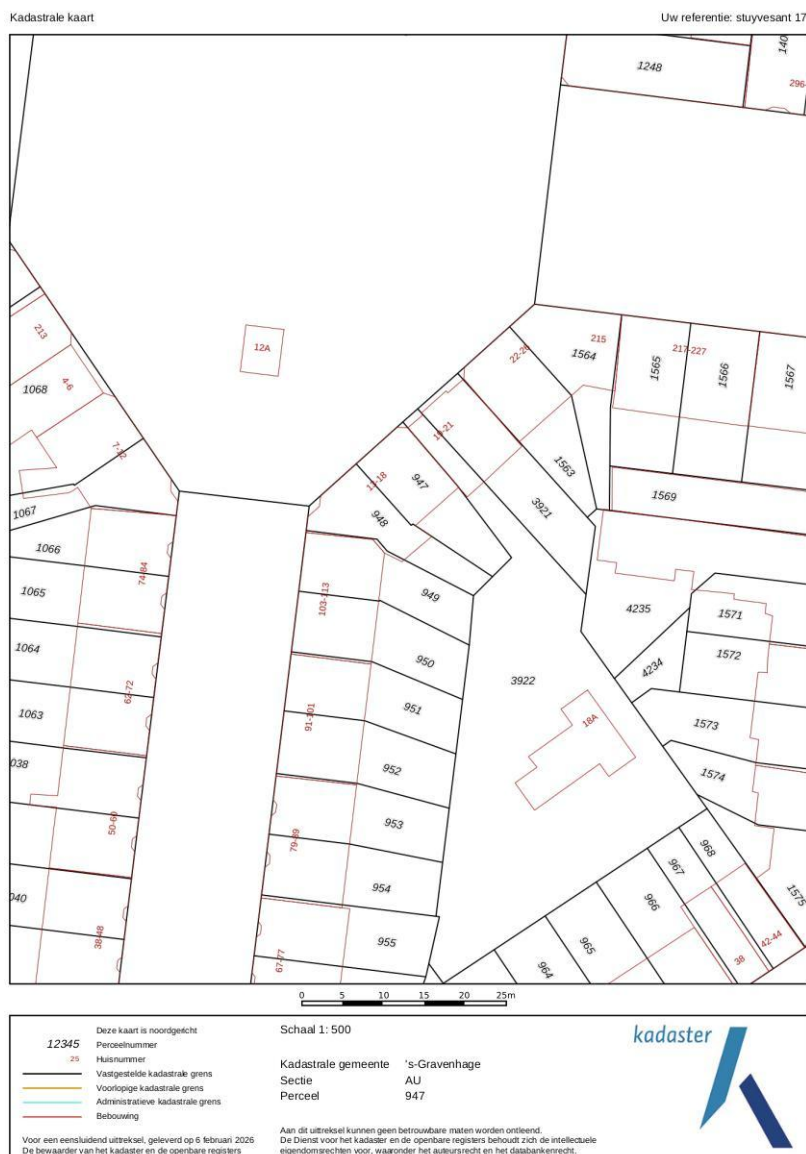 Kadastrale kaart
Uw referentie: stuyvesant 17
1248
140
296-
213
12A
4-6
1068
7-12
1067
1066
1065
1064
1063
038
040
74-84
62-72
50-60
38-48
22-26
1564
215
217-227
1565
1566
1567
19-21
13-18
947
948
1563
3921
1569
103-113
949
950
91-101
951
952
79-89
953
954
67-77
955
3922
18A
4235
4234
1571
1572
1573
1574
1575
968
967
966
965
964
38
42-44
0 5 10 15 20 25m
Deze kaart is noordgericht
12345 Perceelnummer
25 Huisnummer
Vastgestelde kadastrale grens
Voorlopige kadastrale grens
Administratieve kadastrale grens
Bebouwing
Voor een eensluidend uittreksel, geleverd op 6 februari 2026
De bewaarder van het kadaster en de openbare registers
Schaal 1: 500
Kadastrale gemeente 's-Gravenhage
Sectie AU
Perceel 947
Aan dit uittreksel kunnen geen betrouwbare maten worden ontleend.
De Dienst voor het kadaster en de openbare registers behoudt zich de intellectuele
eigendomsrechten voor, waaronder het auteursrecht en het databankenrecht.
kadaster